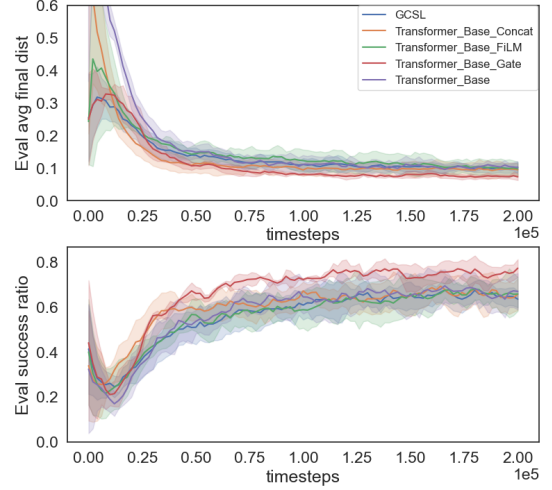 0.6
0.5
0.4
0.3
0.2
0.1
0.0
Eval avg final dist
GCSL
Transformer_Base_Concat
Transformer_Base_FiLM
Transformer_Base_Gate
Transformer_Base
0.00 0.25 0.50 0.75 1.00 1.25 1.50 1.75 2.00
timesteps
1e5
0.8
0.6
0.4
0.2
0.0
Eval success ratio
0.00 0.25 0.50 0.75 1.00 1.25 1.50 1.75 2.00
timesteps
1e5